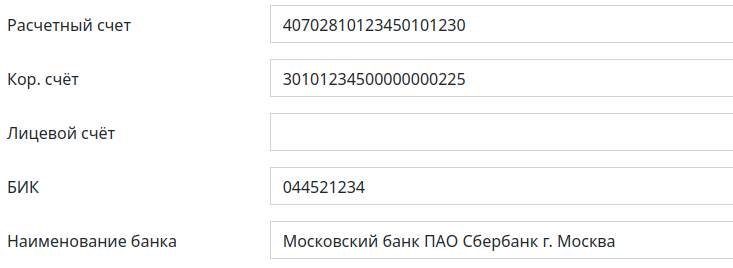 Расчетный счет 40702810123450101230
Кор. счёт 30101234500000000225
Лицевой счёт
БИК 044521234
Наименование банка Московский банк ПАО Сбербанк г. Москва